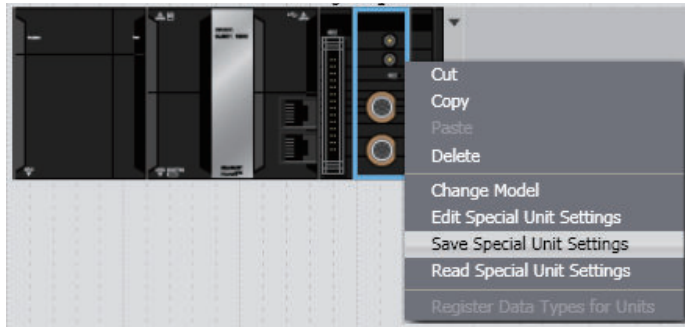 Cut
Copy
Paste
Delete
Change Model
Edit Special Unit Settings
Save Special Unit Settings
Read Special Unit Settings
Register Data Types for Units